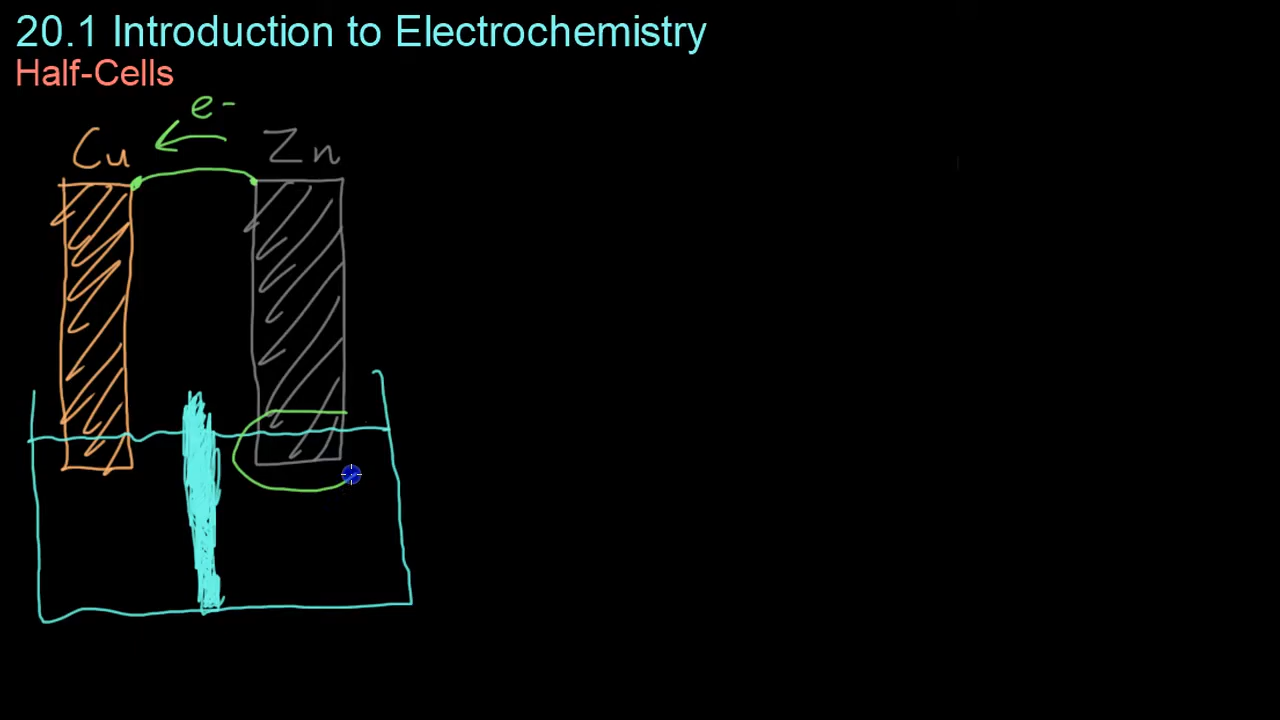 20.1 Introduction to Electrochemistry
Half-Cells
e-
Cu
Zn